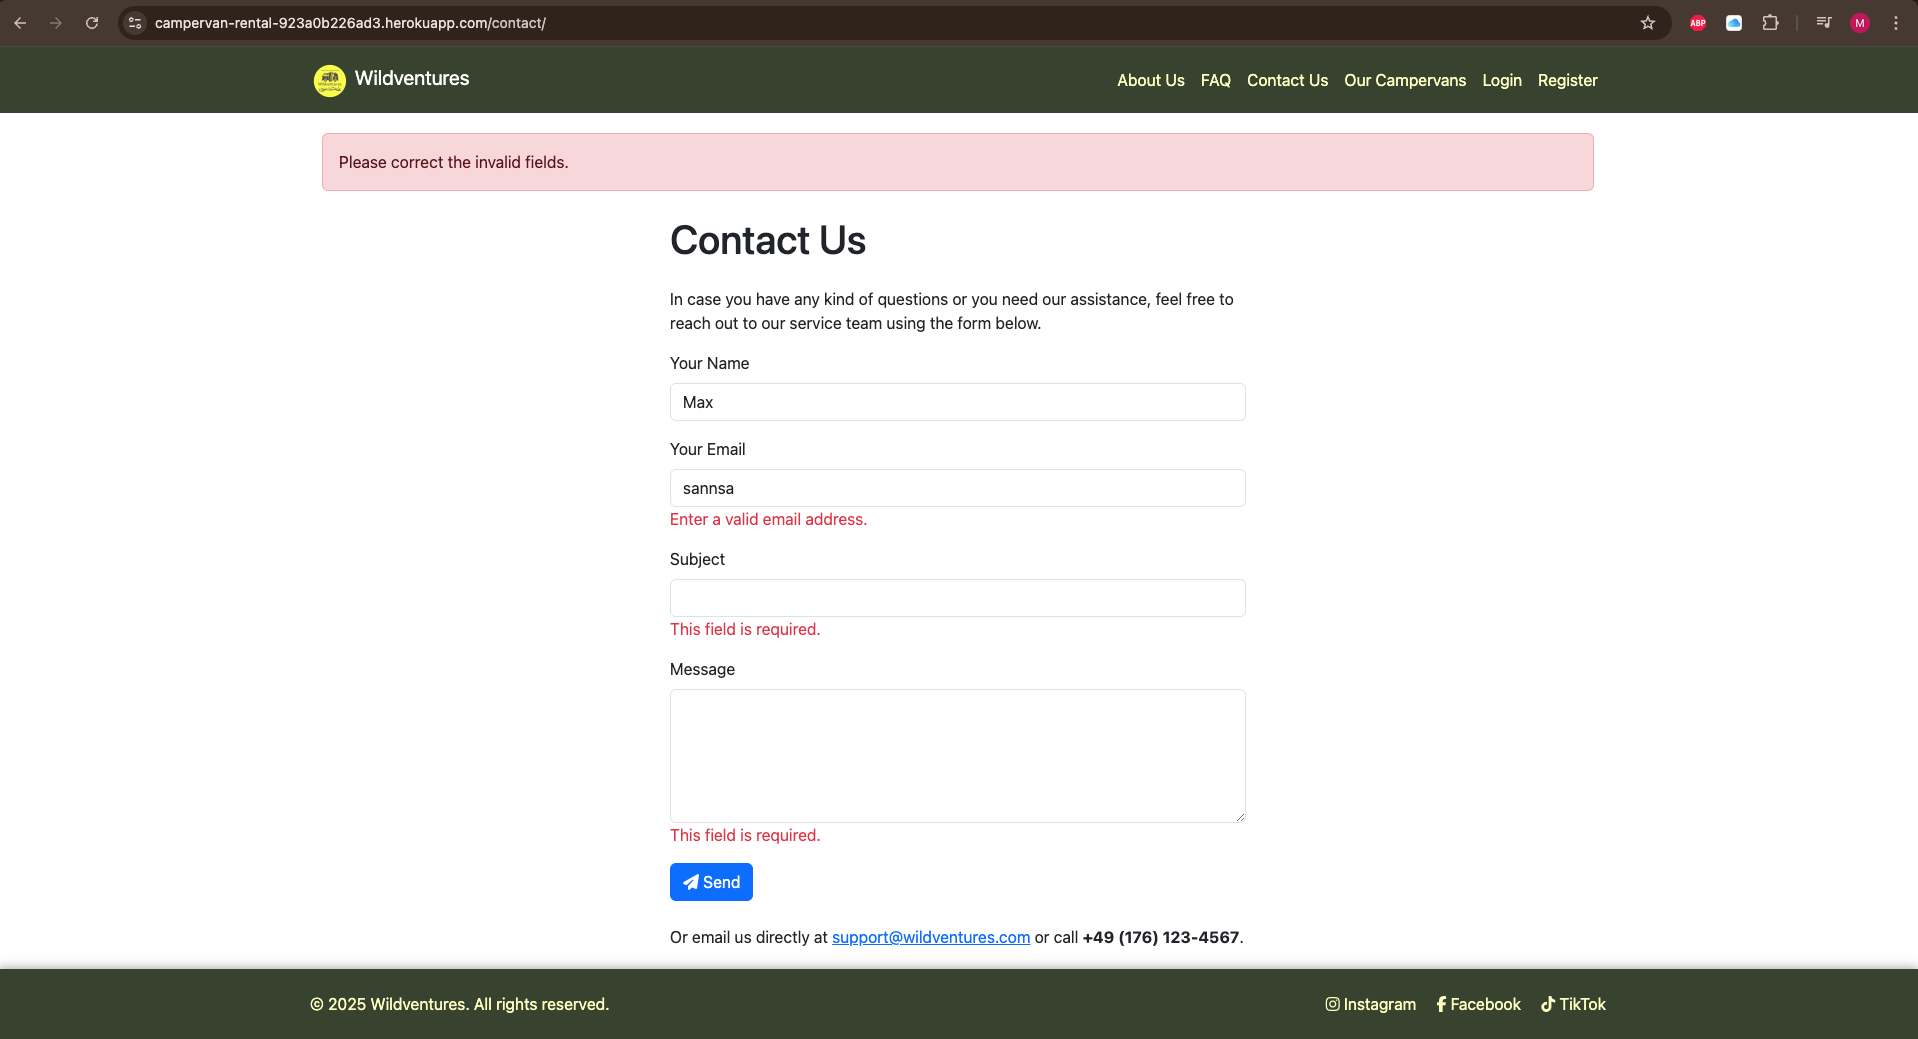 campervan-rental-923a0b226ad3.herokuapp.com/contact/
ABP
M
Wildventures
About Us FAQ Contact Us Our Campervans Login Register
Please correct the invalid fields.
Contact Us
In case you have any kind of questions or you need our assistance, feel free to
reach out to our service team using the form below.
Your Name
Max
Your Email
sannsa
Enter a valid email address.
Subject
This field is required.
Message
This field is required.
Send
Or email us directly at support@wildventures.com or call +49 (176) 123-4567.
© 2025 Wildventures. All rights reserved.
Instagram Facebook TikTok